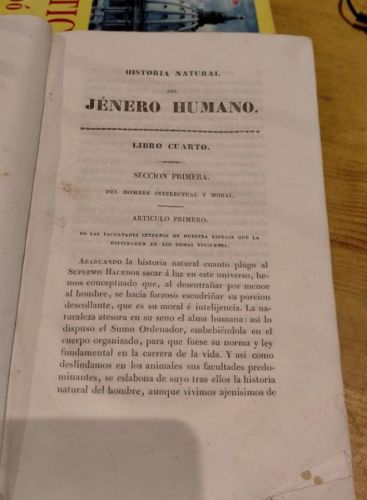 HISTORIA NATURAL
DEL
JÉNERO HUMANO.
LIBRO CUARTO.
SECCION PRIMERA.
DEL HOMBRE INTELECTUAL Y MORAL.
ARTICULO PRIMERO.
DE LAS FACULTADES INTERNAS DE NUESTRA ESPECIE QUE LA
DISTINGUEN DE LOS DEMAS VIVIENTES.
ABARCANDO la historia natural cuanto plugo al
SUPREMO HACEDOR sacar á luz en este universo, he-
mos conceptuado que, al desentrañar por menor
al hombre, se hacia forzoso escudriñar su porcion
descollante, que es su moral é intelijencia. La na-
turaleza atesora en su seno el alma humana: asi lo
dispuso el Sumo Ordenador, embebiéndola en el
cuerpo organizado, para que fuese su norma y ley
fundamental en la carrera de la vida. Y asi como
deslindamos en los animales sus facultades predo-
minantes, se eslabona de suyo tras ellos la historia
natural del hombre, aunque vivimos ajenísimos de